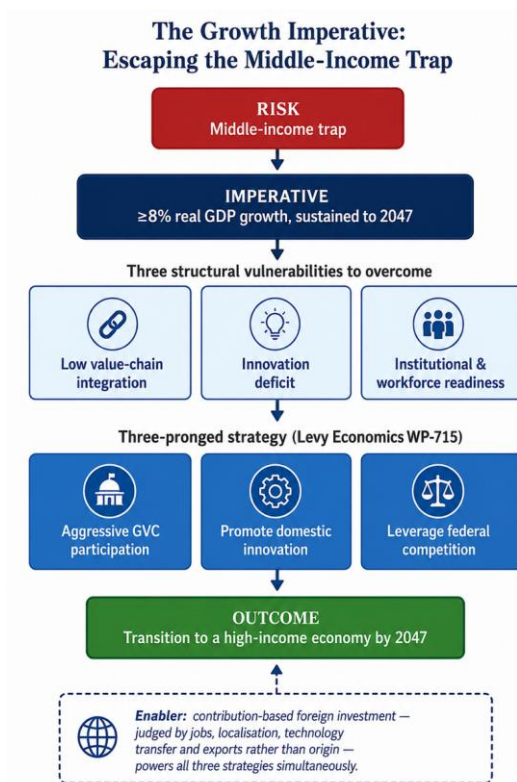 The Growth Imperative:
Escaping the Middle-Income Trap
RISK
Middle-income trap
IMPERATIVE
≥8% real GDP growth, sustained to 2047
Three structural vulnerabilities to overcome
Low value-chain
integration
Innovation
deficit
Institutional &
workforce readiness
Three-pronged strategy (Levy Economics WP-715)
Aggressive GVC
participation
Promote domestic
innovation
Leverage federal
competition
OUTCOME
Transition to a high-income economy by 2047
Enabler: contribution-based foreign investment —
judged by jobs, localisation, technology
transfer and exports rather than origin —
powers all three strategies simultaneously.